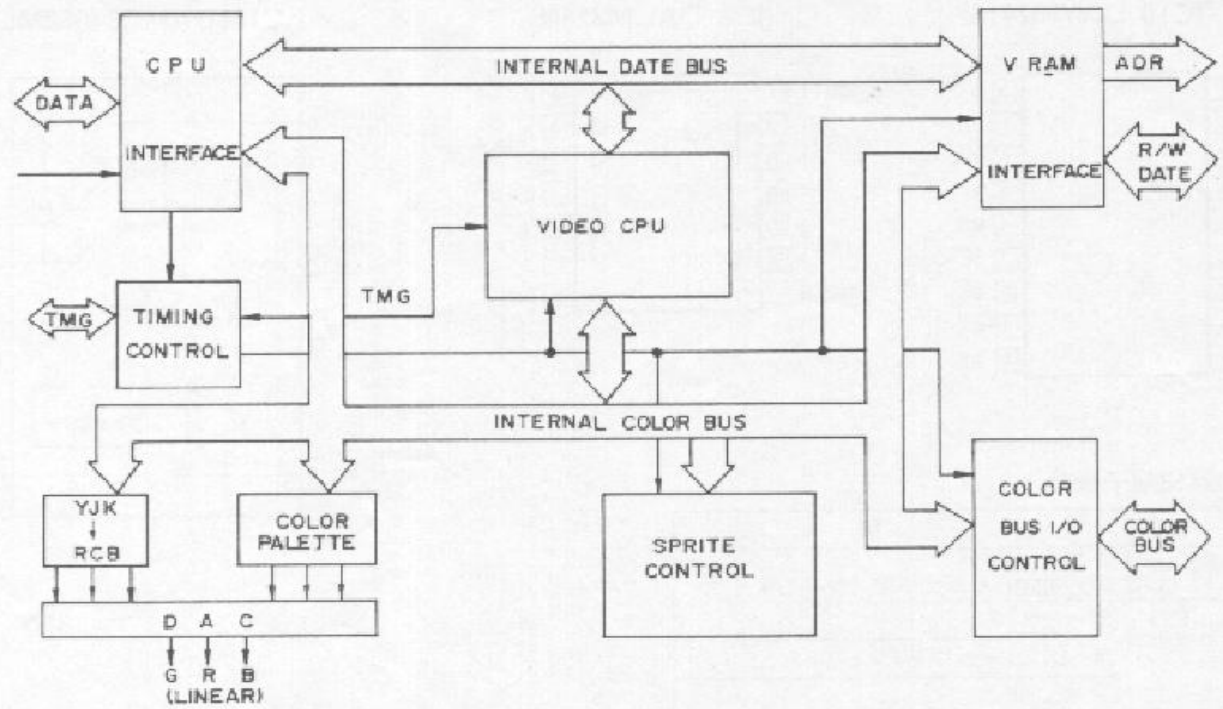 CPU
INTERFACE
DATA
INTERNAL DATE BUS
V RAM
INTERFACE
ADR
R/W
DATE
VIDEO CPU
TMG
TMG
TIMING
CONTROL
INTERNAL COLOR BUS
YJK
RCB
COLOR
PALETTE
SPRITE
CONTROL
COLOR
BUS I/O
CONTROL
COLOR
BUS
D A C
G R B
(LINEAR)